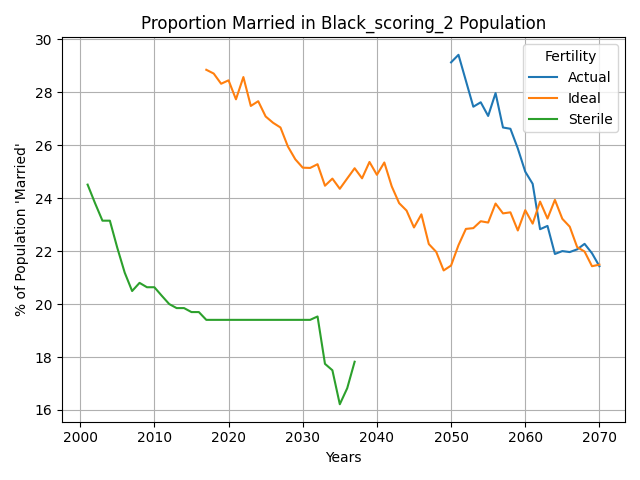 Proportion Married in Black_scoring_2 Population
% of Population 'Married'
30
28
26
24
22
20
18
16
Fertility
Actual
Ideal
Sterile
2000 2010 2020 2030 2040 2050 2060 2070
Years